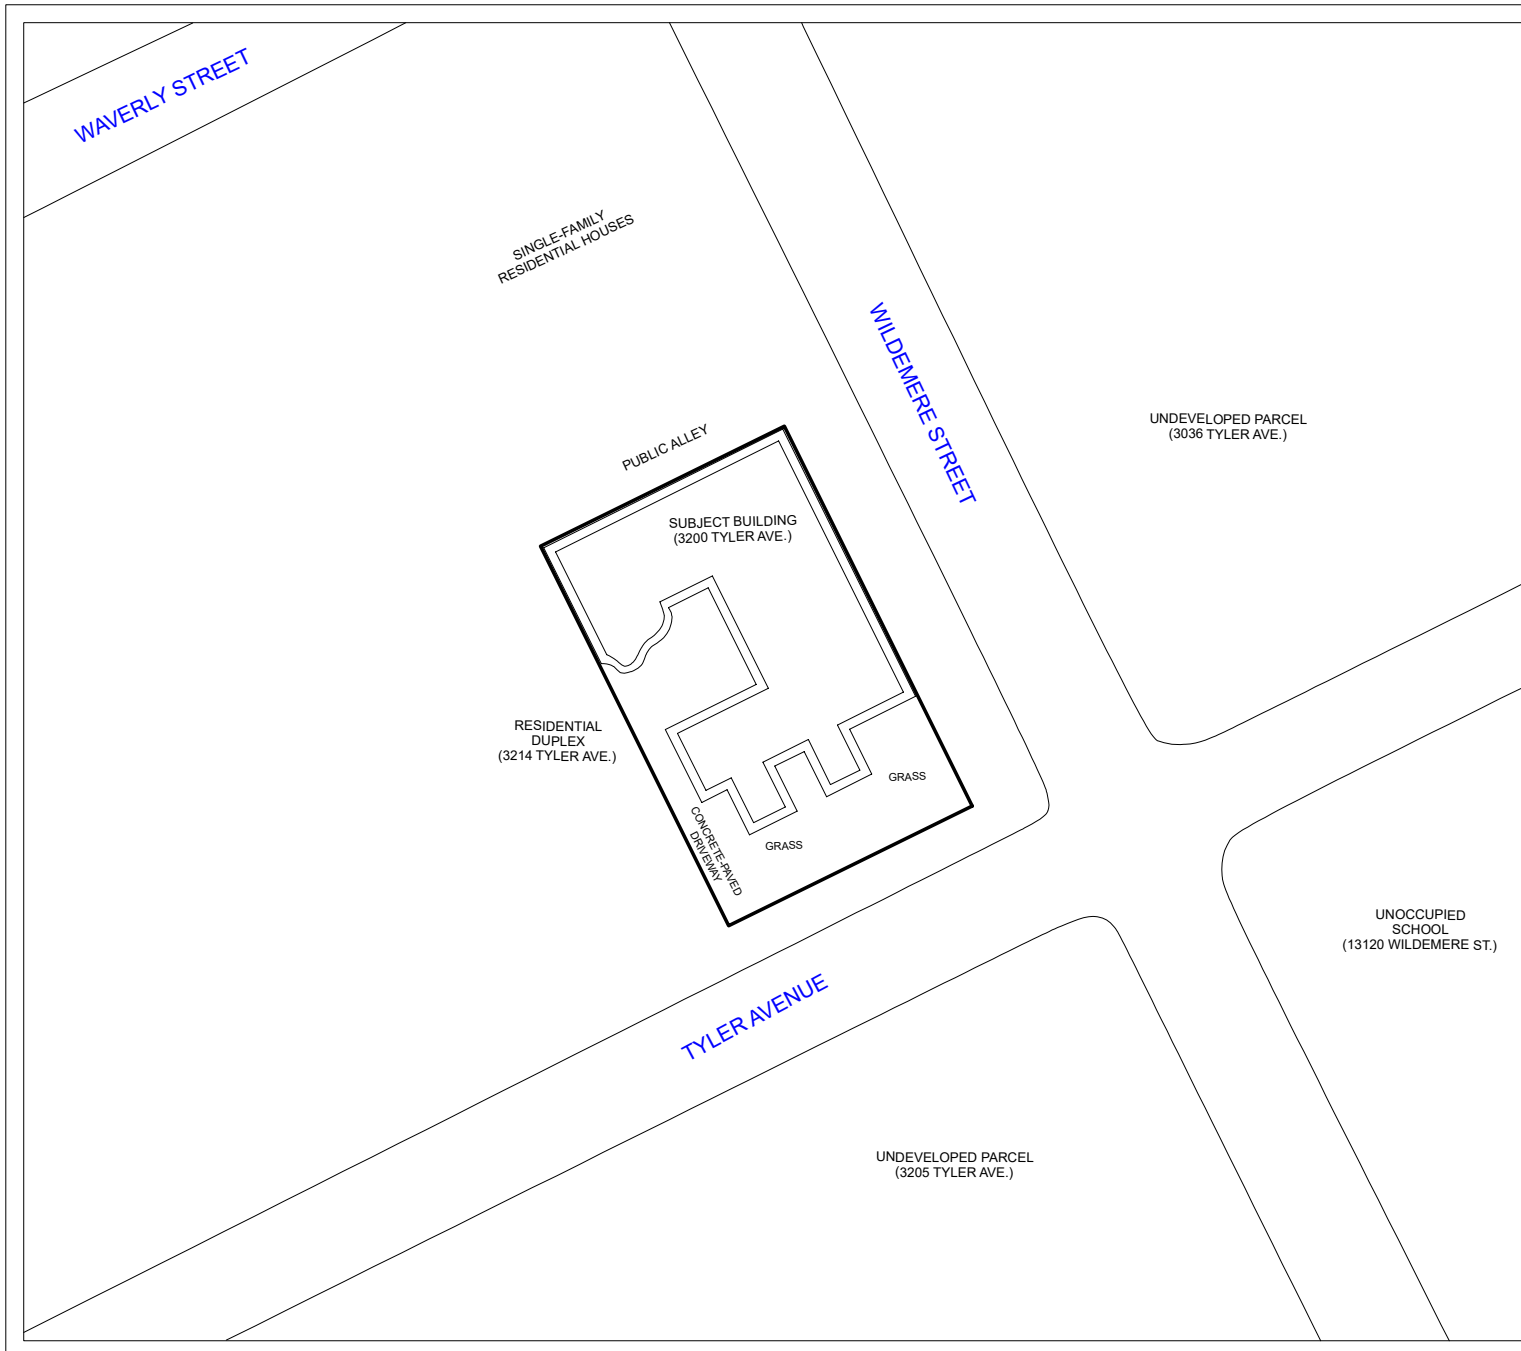 WAVERLY STREET
SINGLE-FAMILY
RESIDENTIAL HOUSES
WILDEMERE STREET
UNDEVELOPED PARCEL
(3036 TYLER AVE.)
PUBLIC ALLEY
SUBJECT BUILDING
(3200 TYLER AVE.)
RESIDENTIAL
DUPLEX
(3214 TYLER AVE.)
GRASS
CONCRETE-PAVED
DRIVEWAY
GRASS
UNOCCUPIED
SCHOOL
(13120 WILDEMERE ST.)
TYLER AVENUE
UNDEVELOPED PARCEL
(3205 TYLER AVE.)